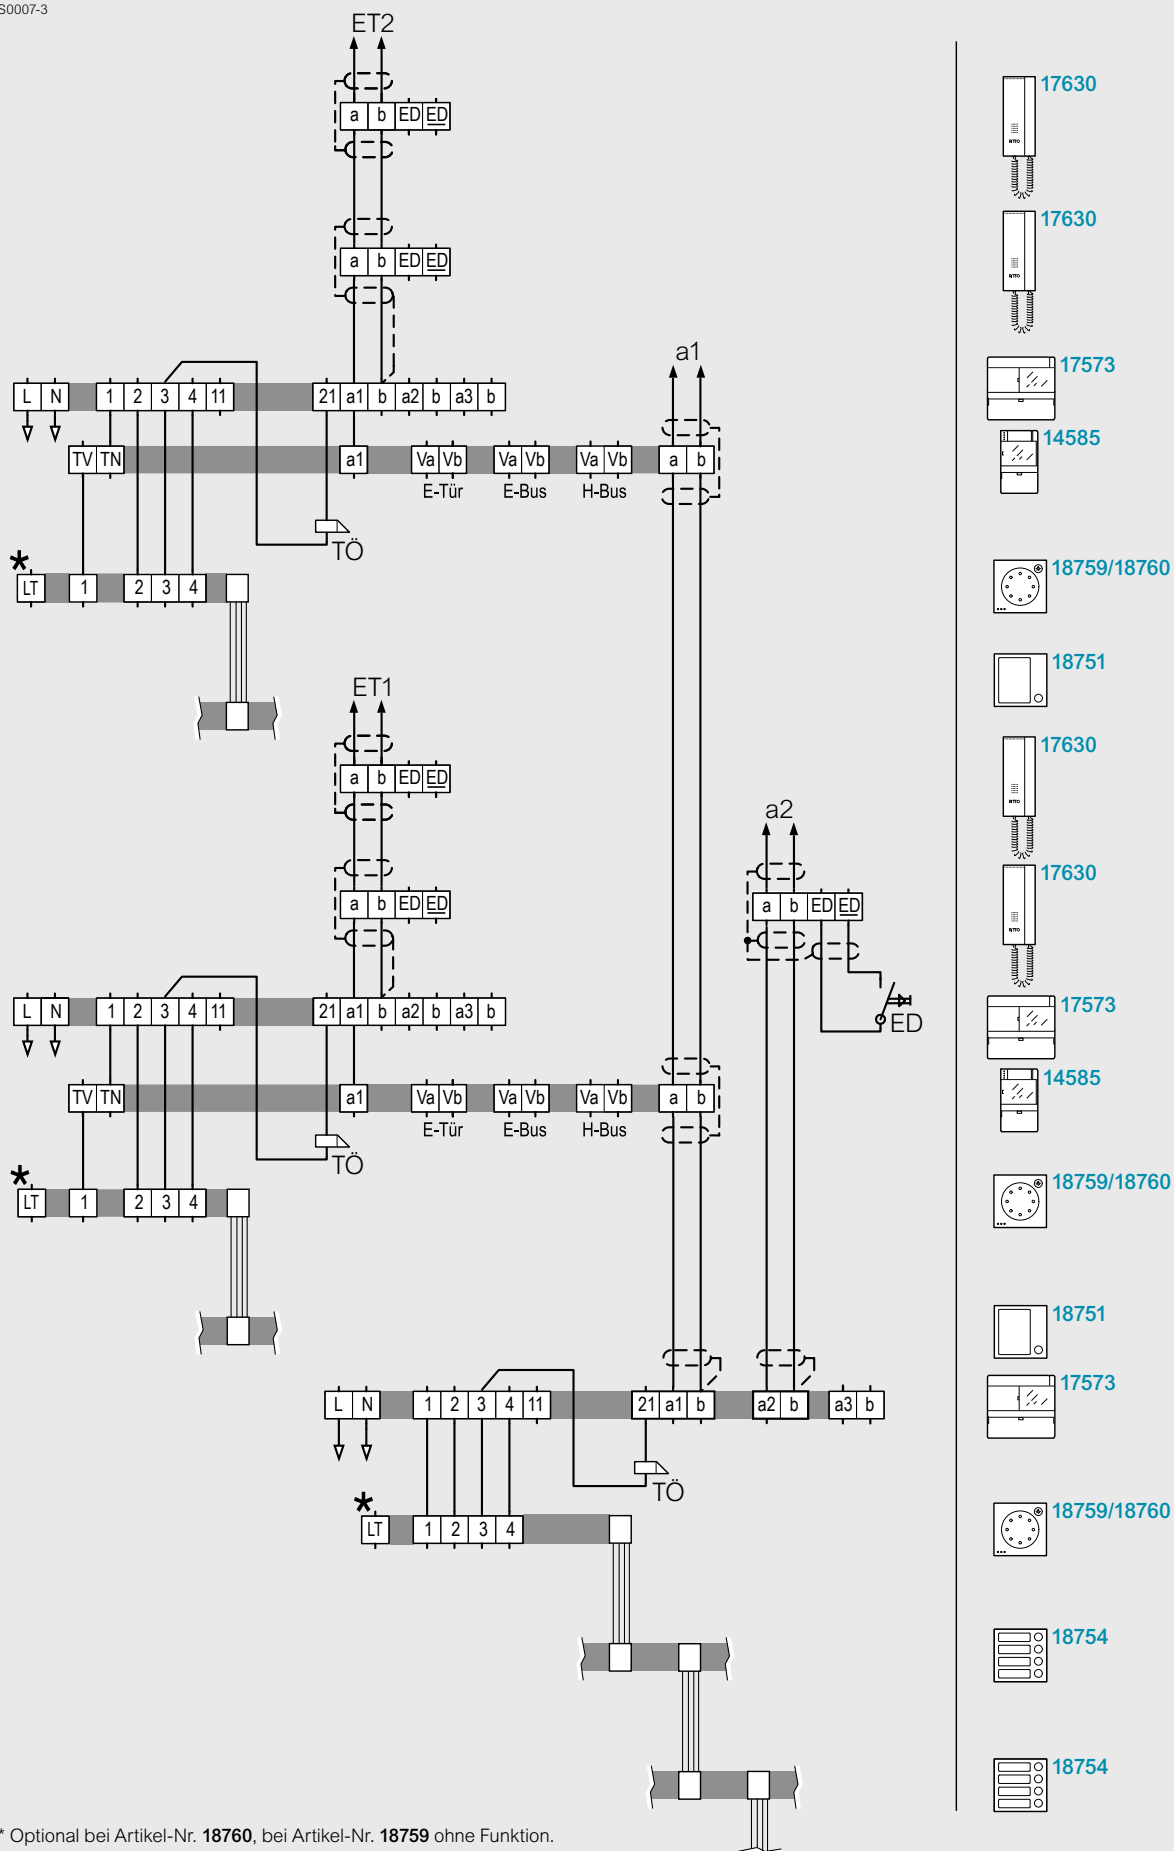 S0007-3
ET2
17630
a b ED ED
17630
a b ED ED
a1
17573
L N 1 2 3 4 11 21 a1 b a2 b a3 b
14585
TV TN a1 Va Vb Va Vb Va Vb a b
E-Tür E-Bus H-Bus
TÖ
*
18759/18760
LT 1 2 3 4
18751
ET1
17630
a b ED ED
a2
17630
a b ED ED
a b ED ED
17573
L N 1 2 3 4 11 21 a1 b a2 b a3 b
ED
14585
TV TN a1 Va Vb Va Vb Va Vb a b
E-Tür E-Bus H-Bus
TÖ
*
18759/18760
LT 1 2 3 4
18751
17573
L N 1 2 3 4 11 21 a1 b a2 b a3 b
TÖ
*
18759/18760
LT 1 2 3 4
18754
18754
* Optional bei Artikel-Nr. 18760, bei Artikel-Nr. 18759 ohne Funktion.